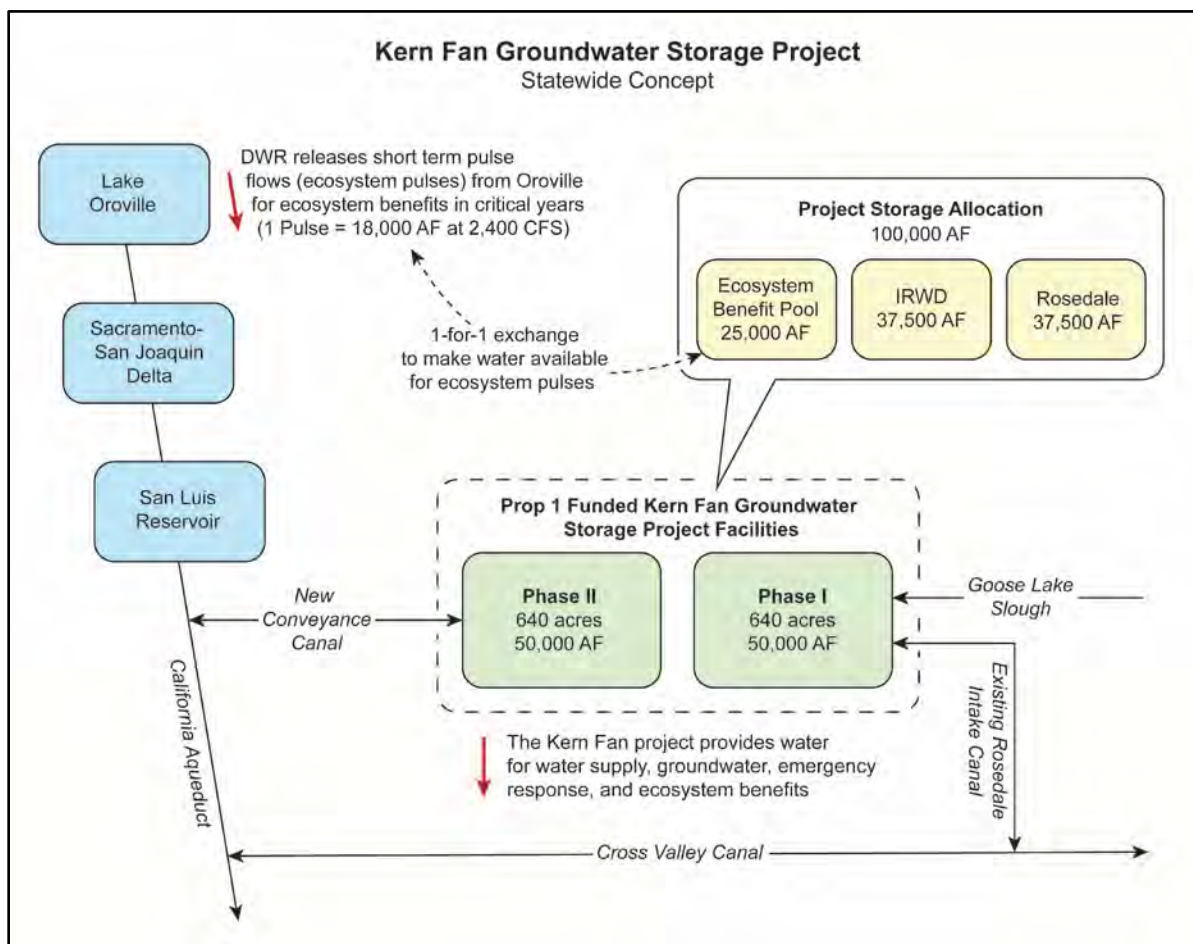 Kern Fan Groundwater Storage Project
Statewide Concept
Lake
Oroville
DWR releases short term pulse
flows (ecosystem pulses) from Oroville
for ecosystem benefits in critical years
(1 Pulse = 18,000 AF at 2,400 CFS)
Project Storage Allocation
100,000 AF
Ecosystem
Benefit Pool
25,000 AF
IRWD
37,500 AF
Rosedale
37,500 AF
Sacramento-
San Joaquin
Delta
1-for-1 exchange
to make water available
for ecosystem pulses
San Luis
Reservoir
Prop 1 Funded Kern Fan Groundwater
Storage Project Facilities
New
Conveyance
Canal
Phase II
640 acres
50,000 AF
Phase I
640 acres
50,000 AF
Goose Lake
Slough
Existing Rosedale
Intake Canal
California Aqueduct
The Kern Fan project provides water
for water supply, groundwater, emergency
response, and ecosystem benefits
Cross Valley Canal